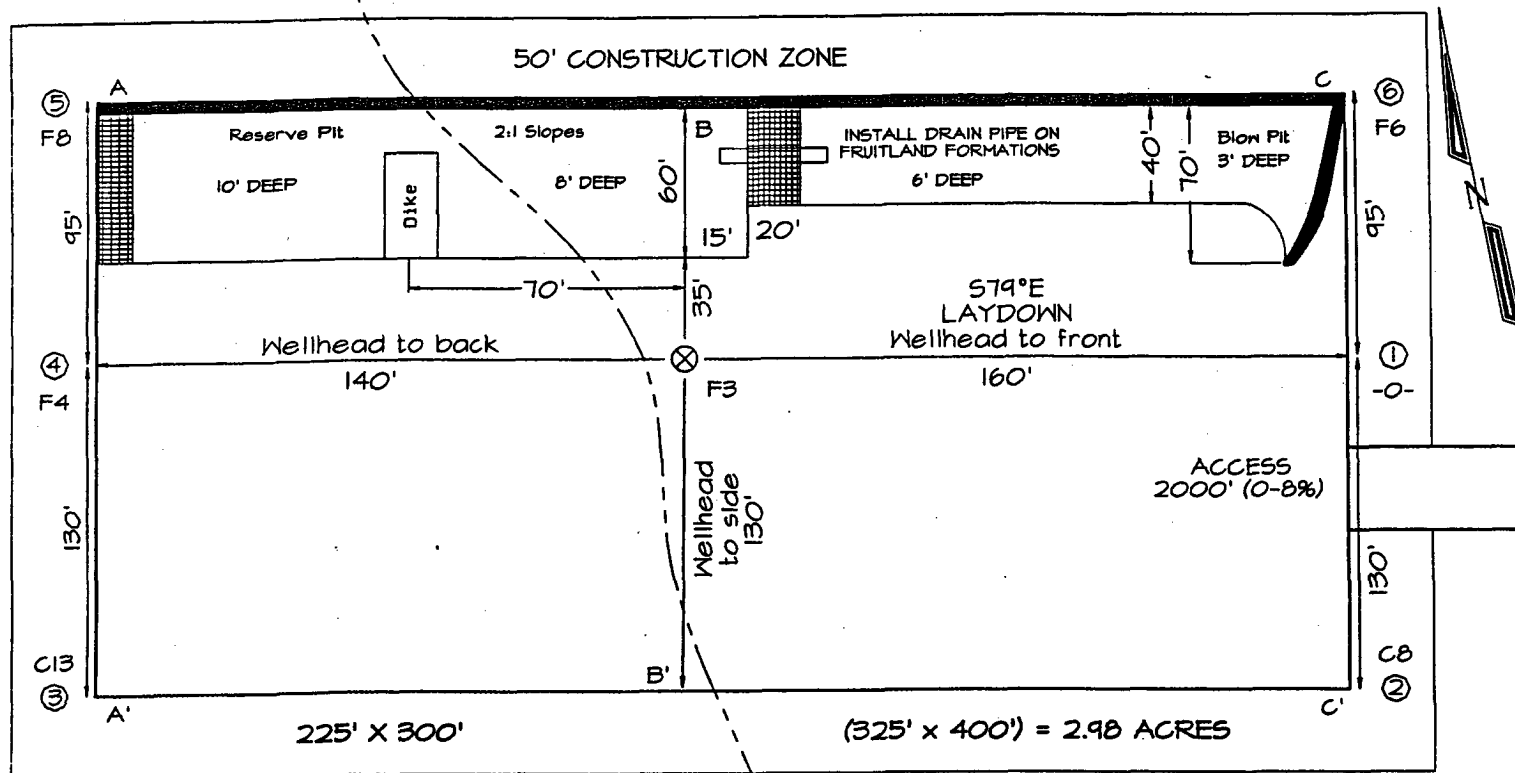 50' CONSTRUCTION ZONE
A
C
5
6
F8
F6
Reserve Pit
2:1 Slopes
B
INSTALL DRAIN PIPE ON
FRUITLAND FORMATIONS
Blow Pit
3' DEEP
10' DEEP
8' DEEP
6' DEEP
Dike
60'
40'
70'
95'
95'
15'
20'
N
70'
35'
S79°E
LAYDOWN
Wellhead to back
Wellhead to front
4
1
140'
F3
160'
F4
-0-
ACCESS
2000' (0-8%)
Wellhead
to side
130'
130'
130'
C13
C8
3
B'
2
A'
C'
225' X 300'
(325' x 400') = 2.98 ACRES